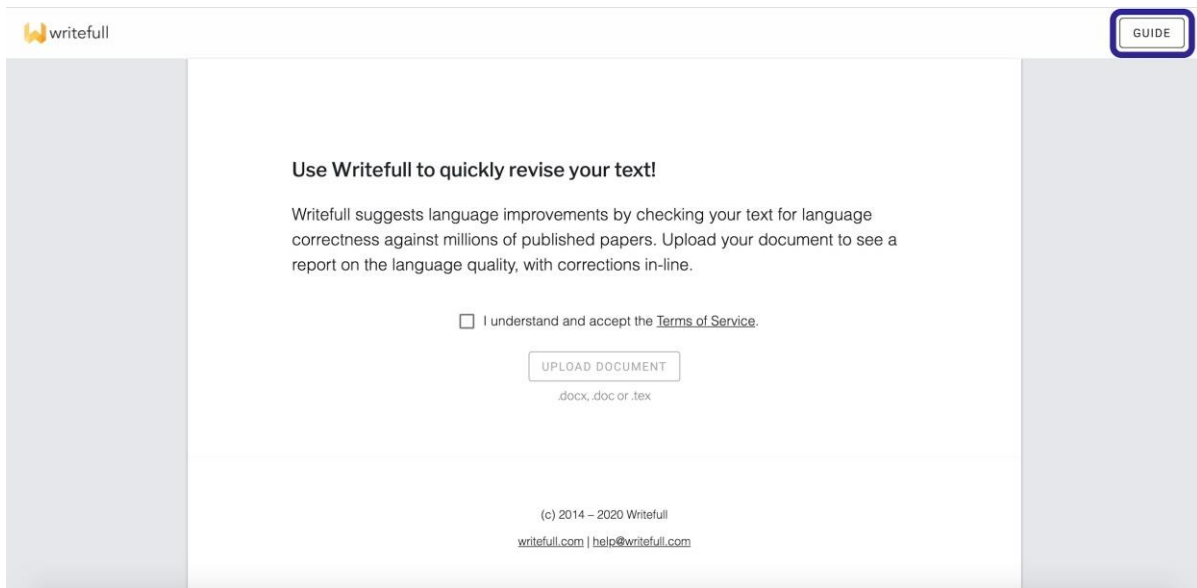 writefull
GUIDE
Use Writefull to quickly revise your text!
Writefull suggests language improvements by checking your text for language
correctness against millions of published papers. Upload your document to see a
report on the language quality, with corrections in-line.
I understand and accept the Terms of Service.
UPLOAD DOCUMENT
.docx, .doc or .tex
(c) 2014 – 2020 Writefull
writefull.com | help@writefull.com